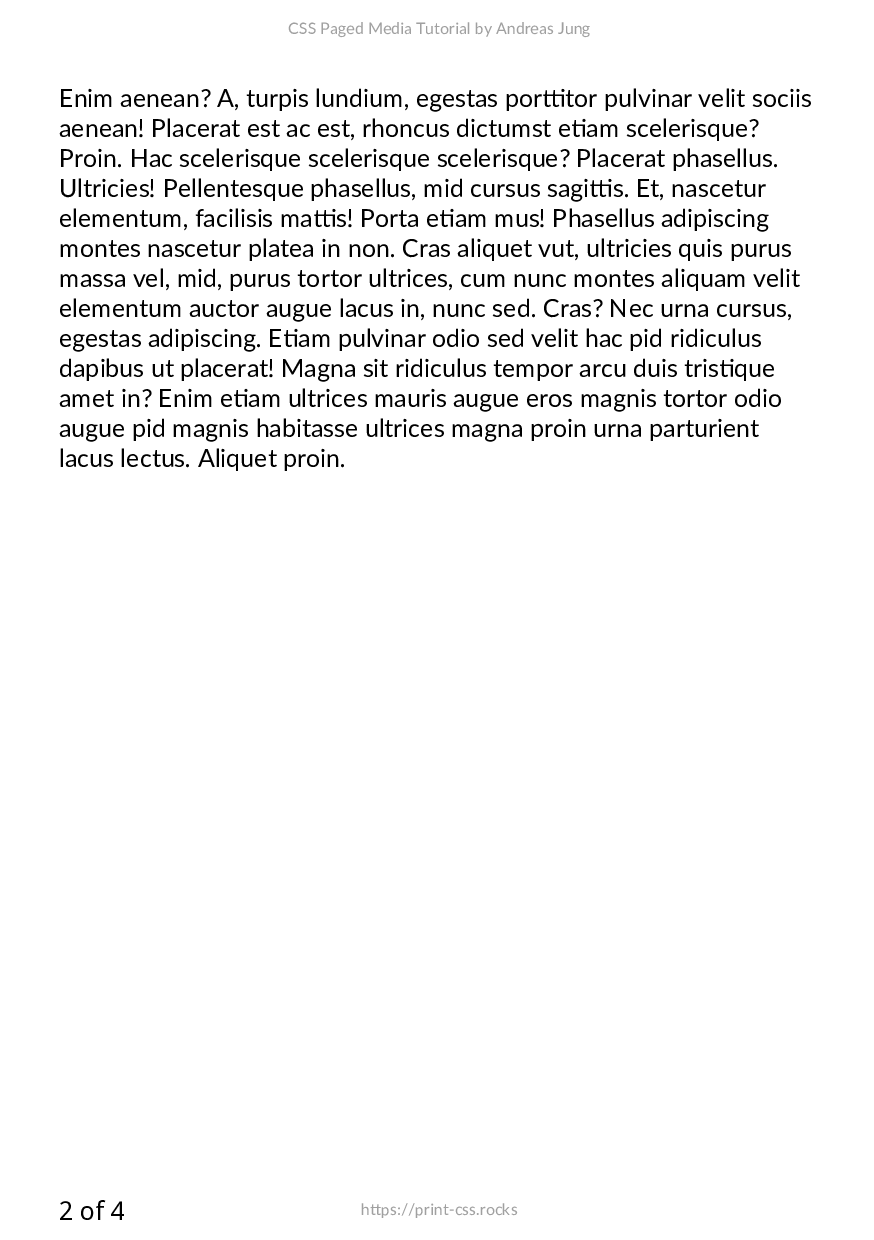 CSS Paged Media Tutorial by Andreas Jung
Enim aenean? A, turpis lundium, egestas porttitor pulvinar velit sociis
aenean! Placerat est ac est, rhoncus dictumst etiam scelerisque?
Proin. Hac scelerisque scelerisque scelerisque? Placerat phasellus.
Ultricies! Pellentesque phasellus, mid cursus sagittis. Et, nascetur
elementum, facilisis mattis! Porta etiam mus! Phasellus adipiscing
montes nascetur platea in non. Cras aliquet vut, ultricies quis purus
massa vel, mid, purus tortor ultrices, cum nunc montes aliquam velit
elementum auctor augue lacus in, nunc sed. Cras? Nec urna cursus,
egestas adipiscing. Etiam pulvinar odio sed velit hac pid ridiculus
dapibus ut placerat! Magna sit ridiculus tempor arcu duis tristique
amet in? Enim etiam ultrices mauris augue eros magnis tortor odio
augue pid magnis habitasse ultrices magna proin urna parturient
lacus lectus. Aliquet proin.
2 of 4
https://print-css.rocks